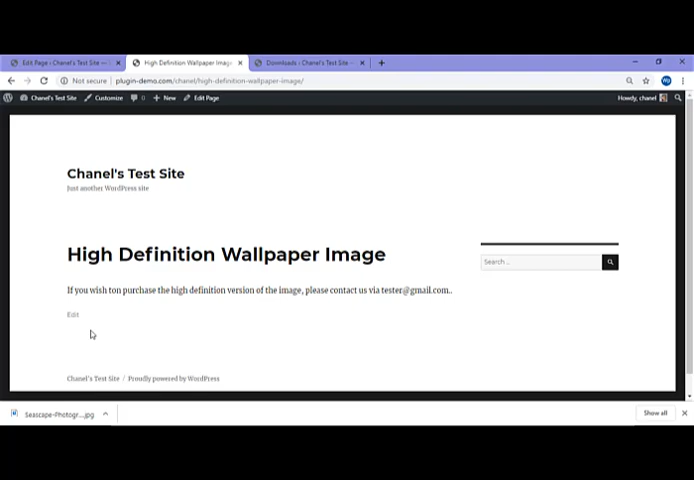 Edit Page ‹ Chanel's Test Site —
High Definition Wallpaper Imag
Downloads ‹ Chanel's Test Site —
Not secure | plugin-demo.com/chanel/high-definition-wallpaper-image/
Chanel's Test Site Customize 0 New Edit Page Howdy, chanel
Chanel's Test Site
Just another WordPress site
High Definition Wallpaper Image
Search …
If you wish ton purchase the high definition version of the image, please contact us via tester@gmail.com..
Edit
Chanel's Test Site / Proudly powered by WordPress
Seascape-Photogr....jpg
Show all